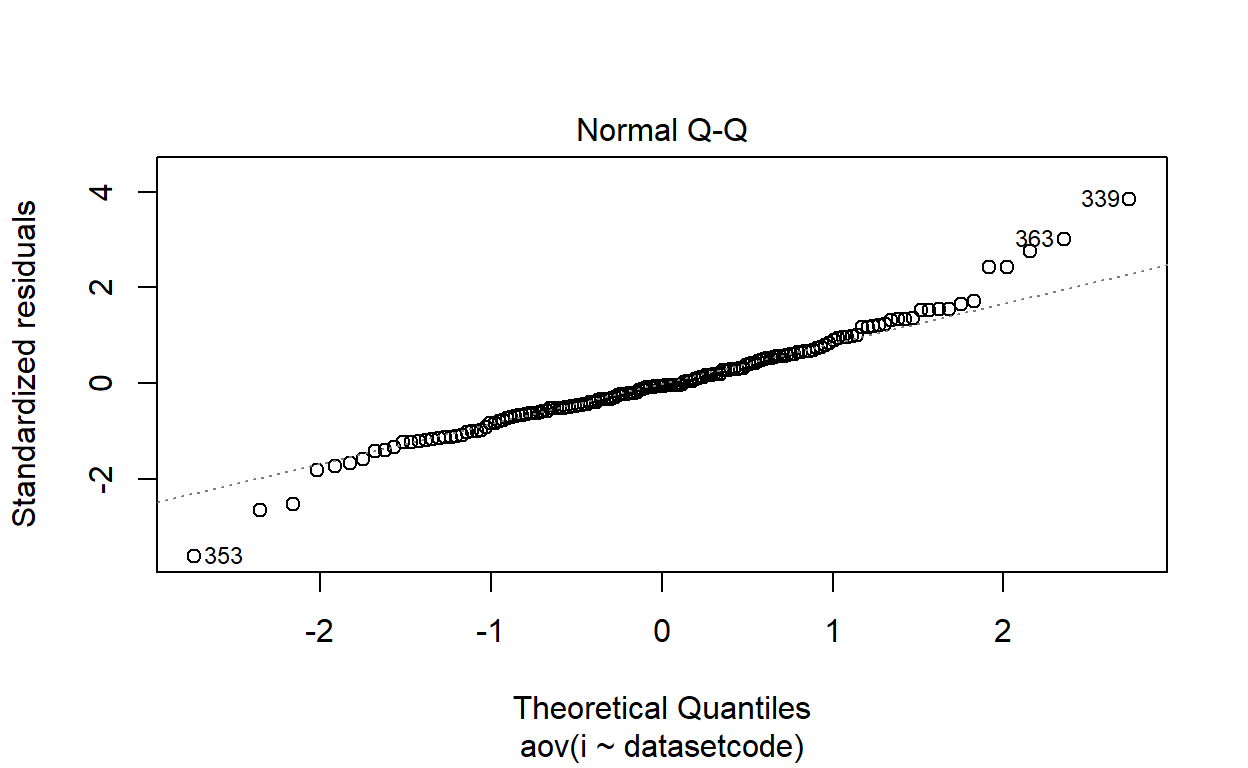 Normal Q-Q
Standardized residuals
4
2
0
-2
339
363
353
-2 -1 0 1 2
Theoretical Quantiles
aov(i ~ datasetcode)